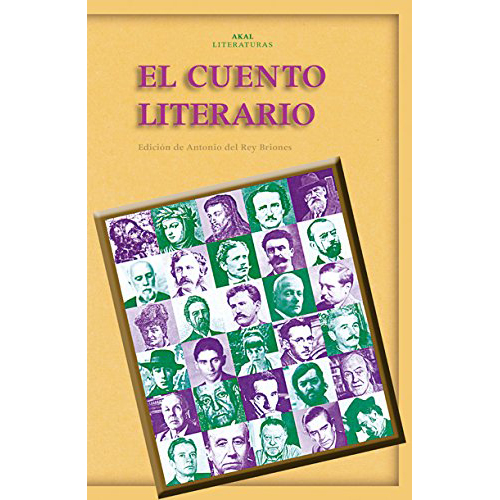 AKAL
LITERATURAS
EL CUENTO
LITERARIO
Edición de Antonio del Rey Briones